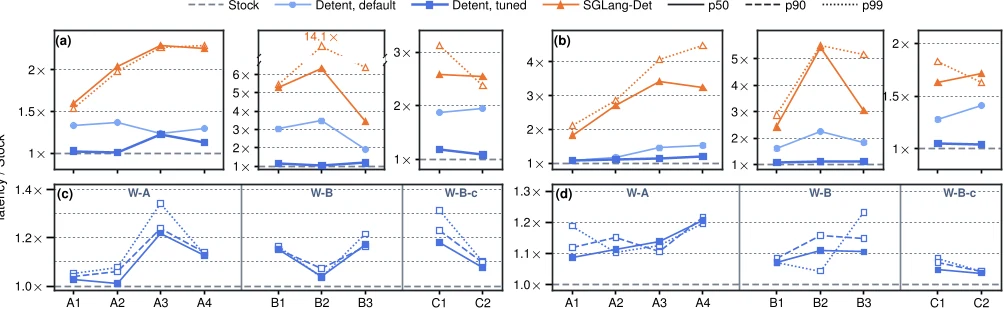 Stock Detent, default Detent, tuned SGLang-Det p50 p90 p99
(a) 14.1 × (b)
2 × 6 × 3 × 4 × 5 × 2 ×
5 × 4 ×
1.5 × 4 × 2 × 3 × 3 × 1.5 ×
3 × 2 × 2 ×
2 ×
1 × 1 × 1 × 1 × 1 × 1 ×
latency / Stock
1.4 × (c) W-A W-B W-B-c 1.3 × (d) W-A W-B W-B-c
1.2 × 1.2 ×
1.1 ×
1.0 × 1.0 ×
A1 A2 A3 A4 B1 B2 B3 C1 C2 A1 A2 A3 A4 B1 B2 B3 C1 C2